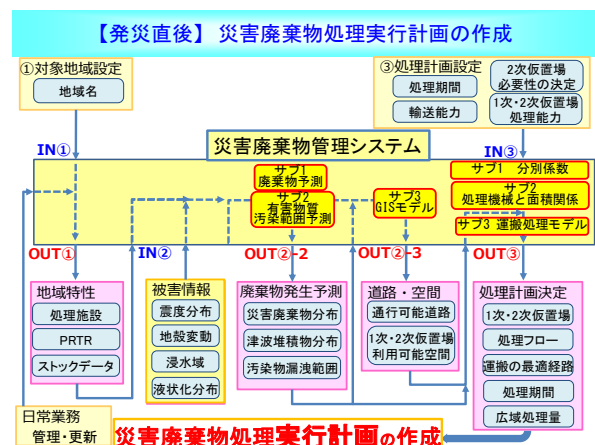 【発災直後】 災害廃棄物処理実行計画の作成
①対象地域設定
地域名
③処理計画設定
処理期間
輸送能力
2次仮置場
必要性の決定
1次・2次仮置場
処理能力
IN①
災害廃棄物管理システム
IN③
サブ1
廃棄物予測
サブ2
有害物質
汚染範囲予測
サブ3
GISモデル
サブ1 分別係数
サブ2
処理機械と面積関係
サブ3 運搬処理モデル
OUT①
IN②
OUT②-2
OUT②-3
OUT③
地域特性
処理施設
PRTR
ストックデータ
被害情報
震度分布
地殻変動
浸水域
液状化分布
廃棄物発生予測
災害廃棄物分布
津波堆積物分布
汚染物漏洩範囲
道路・空間
通行可能道路
1次・2次仮置場
利用可能空間
処理計画決定
1次・2次仮置場
処理フロー
運搬の最適経路
処理期間
広域処理量
日常業務
管理・更新
災害廃棄物処理実行計画の作成